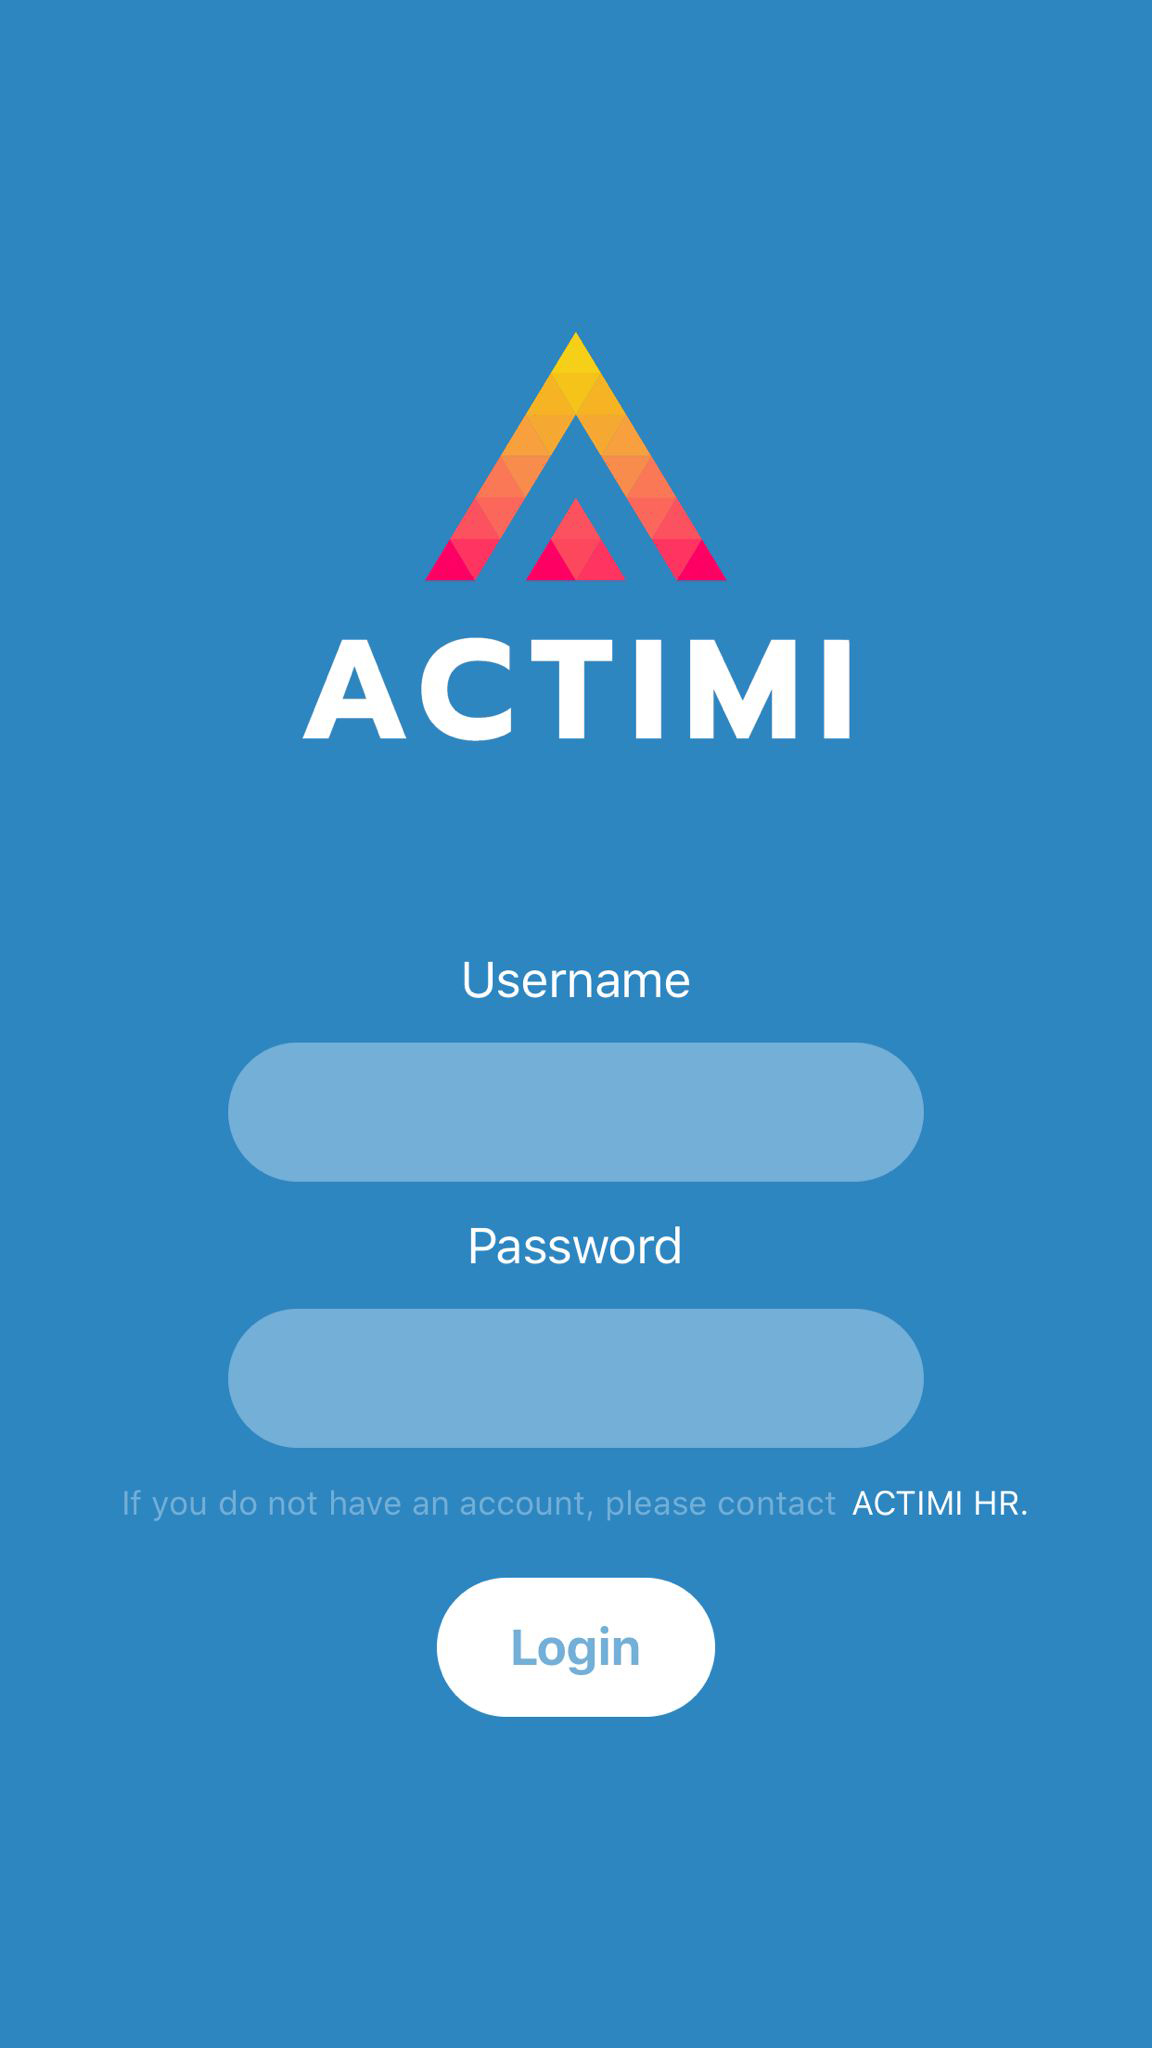 ACTIMI
Username
Password
If you do not have an account, please contact ACTIMI HR.
Login